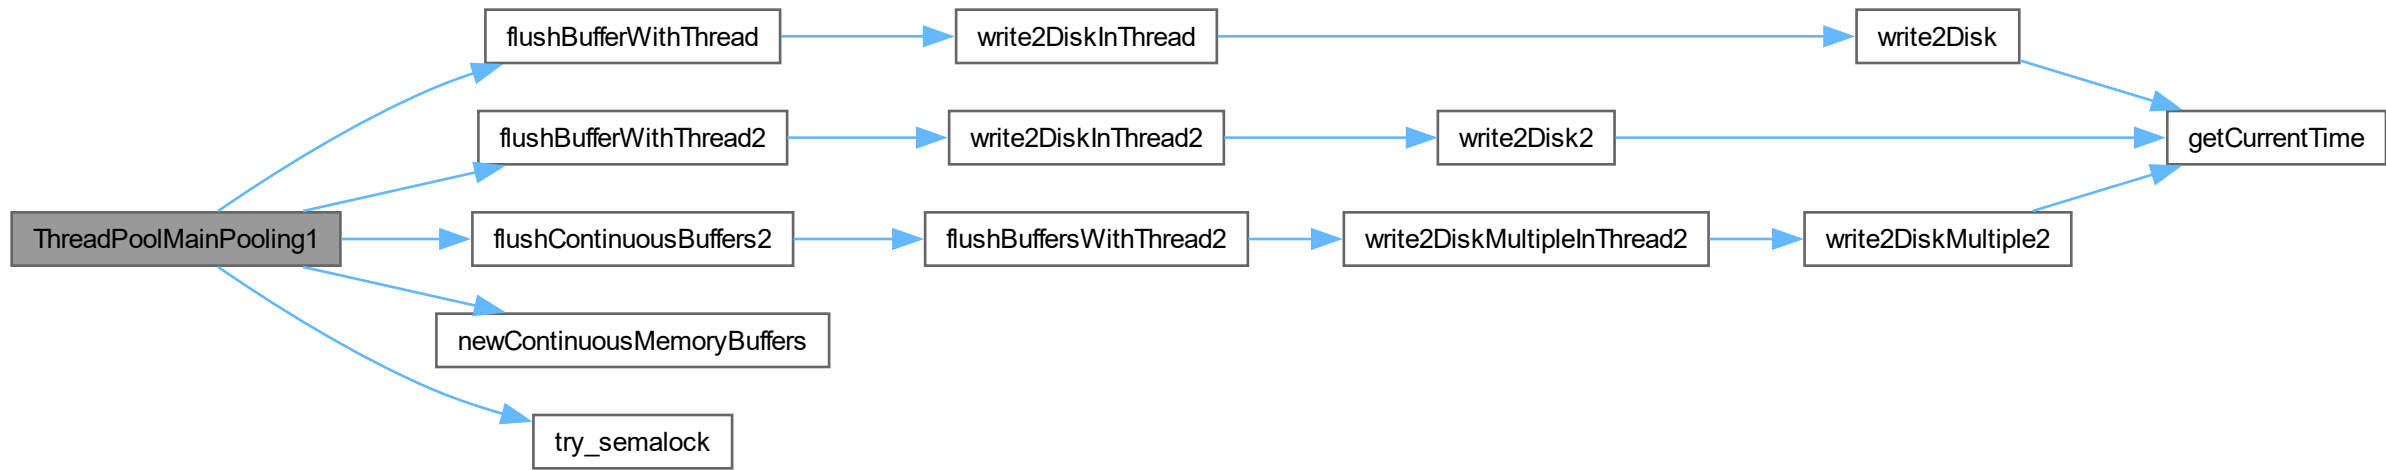 flushBufferWithThread
write2DiskInThread
write2Disk
flushBufferWithThread2
write2DiskInThread2
write2Disk2
getCurrentTime
ThreadPoolMainPooling1
flushContinuousBuffers2
flushBuffersWithThread2
write2DiskMultipleInThread2
write2DiskMultiple2
newContinuousMemoryBuffers
try_semalock